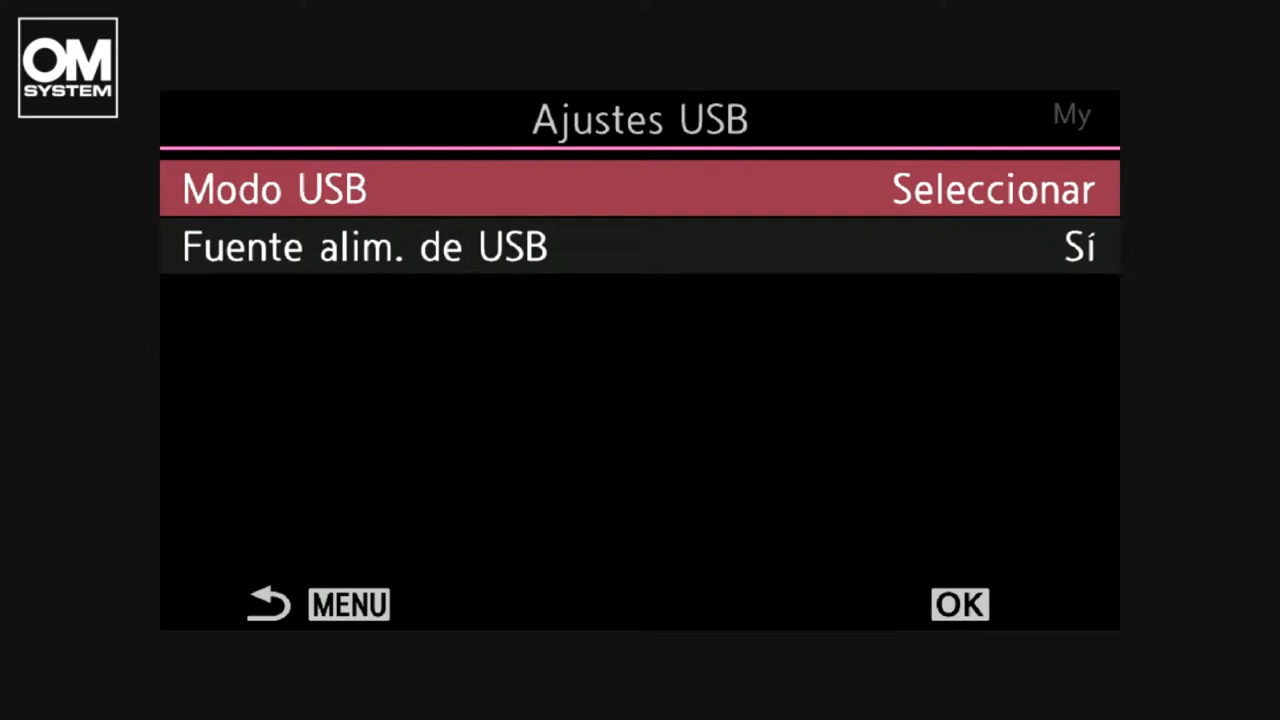 OM
SYSTEM
Ajustes USB
My
Modo USB Seleccionar
Fuente alim. de USB Sí
MENU OK